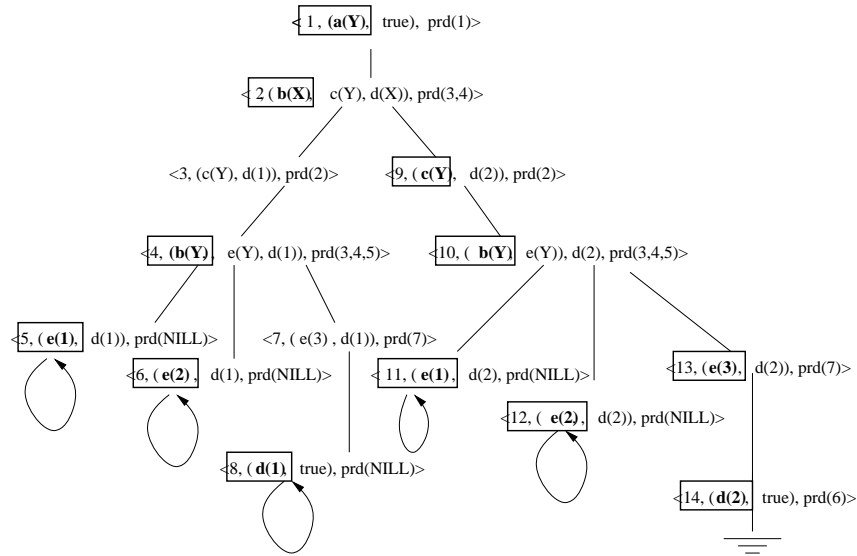 < 1, (a(Y), true), prd(1)>
< 2,( b(X), c(Y), d(X)), prd(3,4)>
<3, (c(Y), d(1)), prd(2)>
<9, ( c(Y), d(2)), prd(2)>
<4, (b(Y), e(Y), d(1)), prd(3,4,5)>
<10, ( b(Y) e(Y)), d(2), prd(3,4,5)>
<5, ( e(1), d(1)), prd(NILL)>
<7, ( e(3) , d(1)), prd(7)>
<6, ( e(2) , d(1), prd(NILL)>
< 11, ( e(1), d(2), prd(NILL)>
<13, (e(3), d(2)), prd(7)>
<12, ( e(2), d(2)), prd(NILL)>
<8, ( d(1), true), prd(NILL)>
<14, (d(2), true), prd(6)>